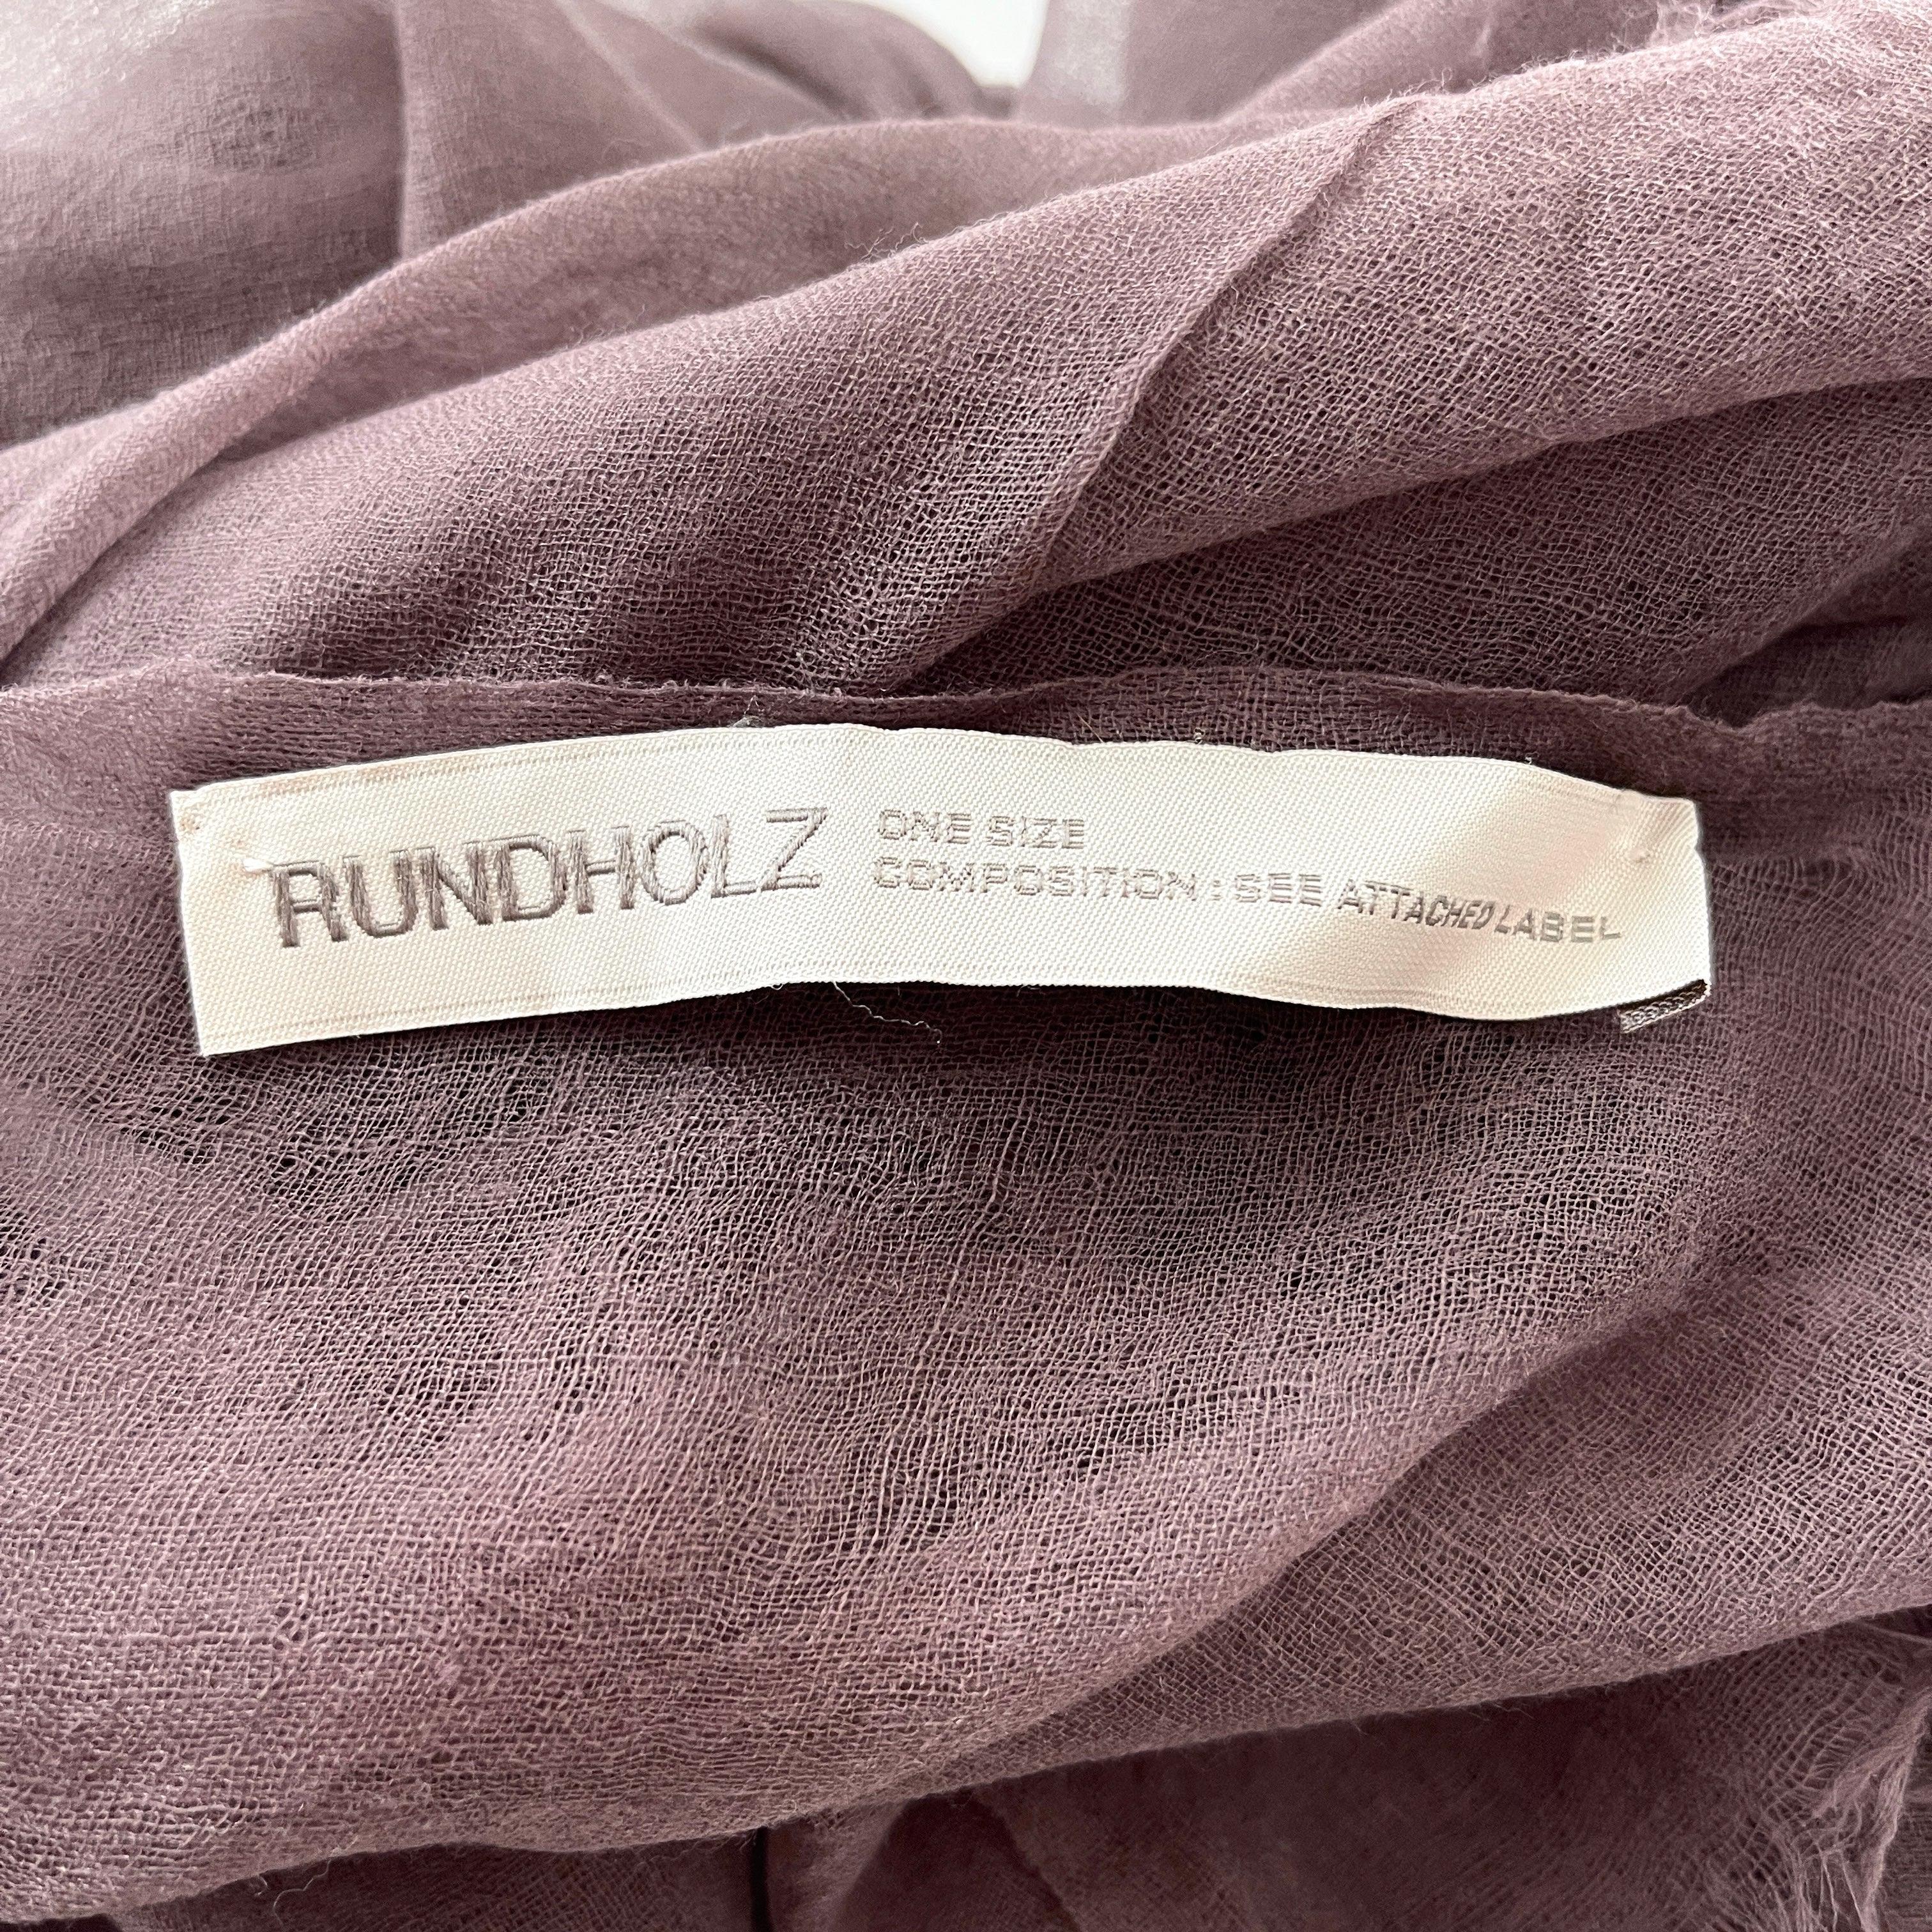 RUNDHOLZ
ONE SIZE
COMPOSITION : SEE ATTACHED LABEL